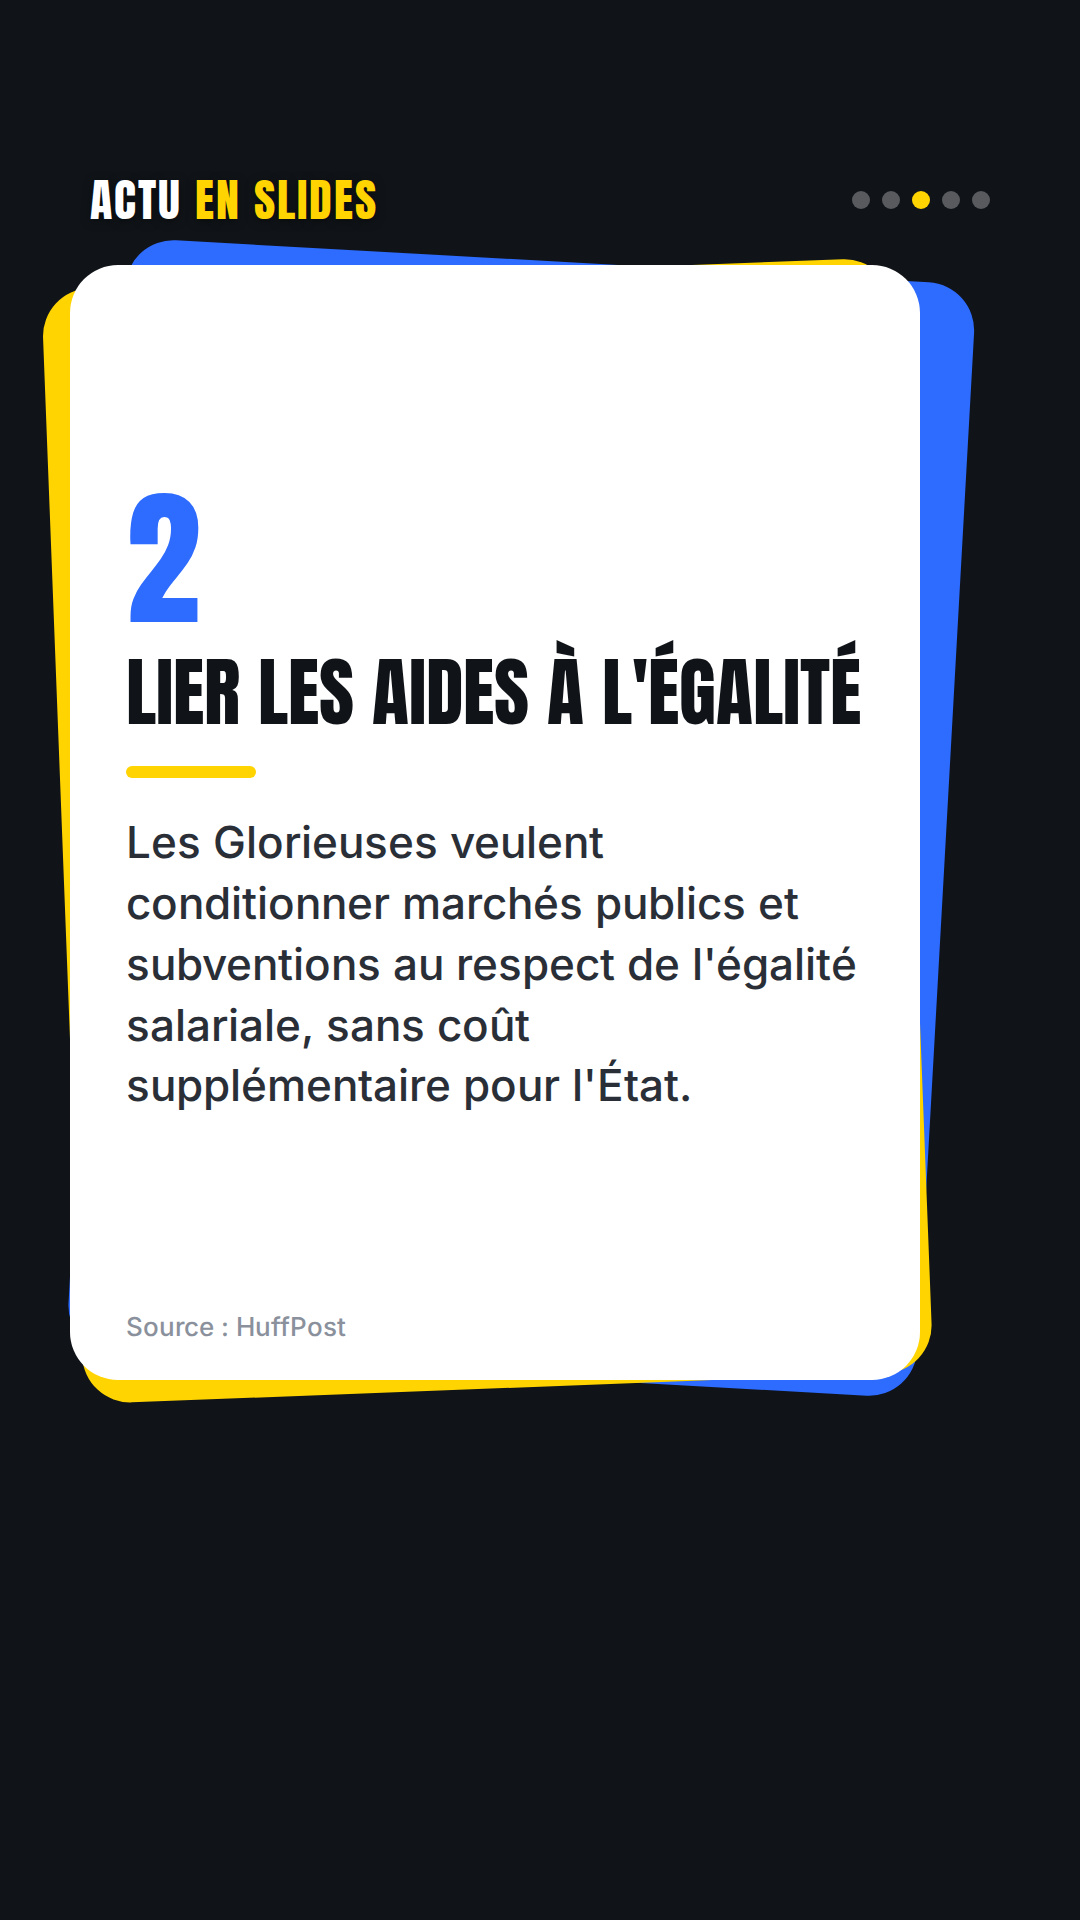 ACTU EN SLIDES
2
LIER LES AIDES À L'ÉGALITÉ
Les Glorieuses veulent
conditionner marchés publics et
subventions au respect de l'égalité
salariale, sans coût
supplémentaire pour l'État.
Source : HuffPost